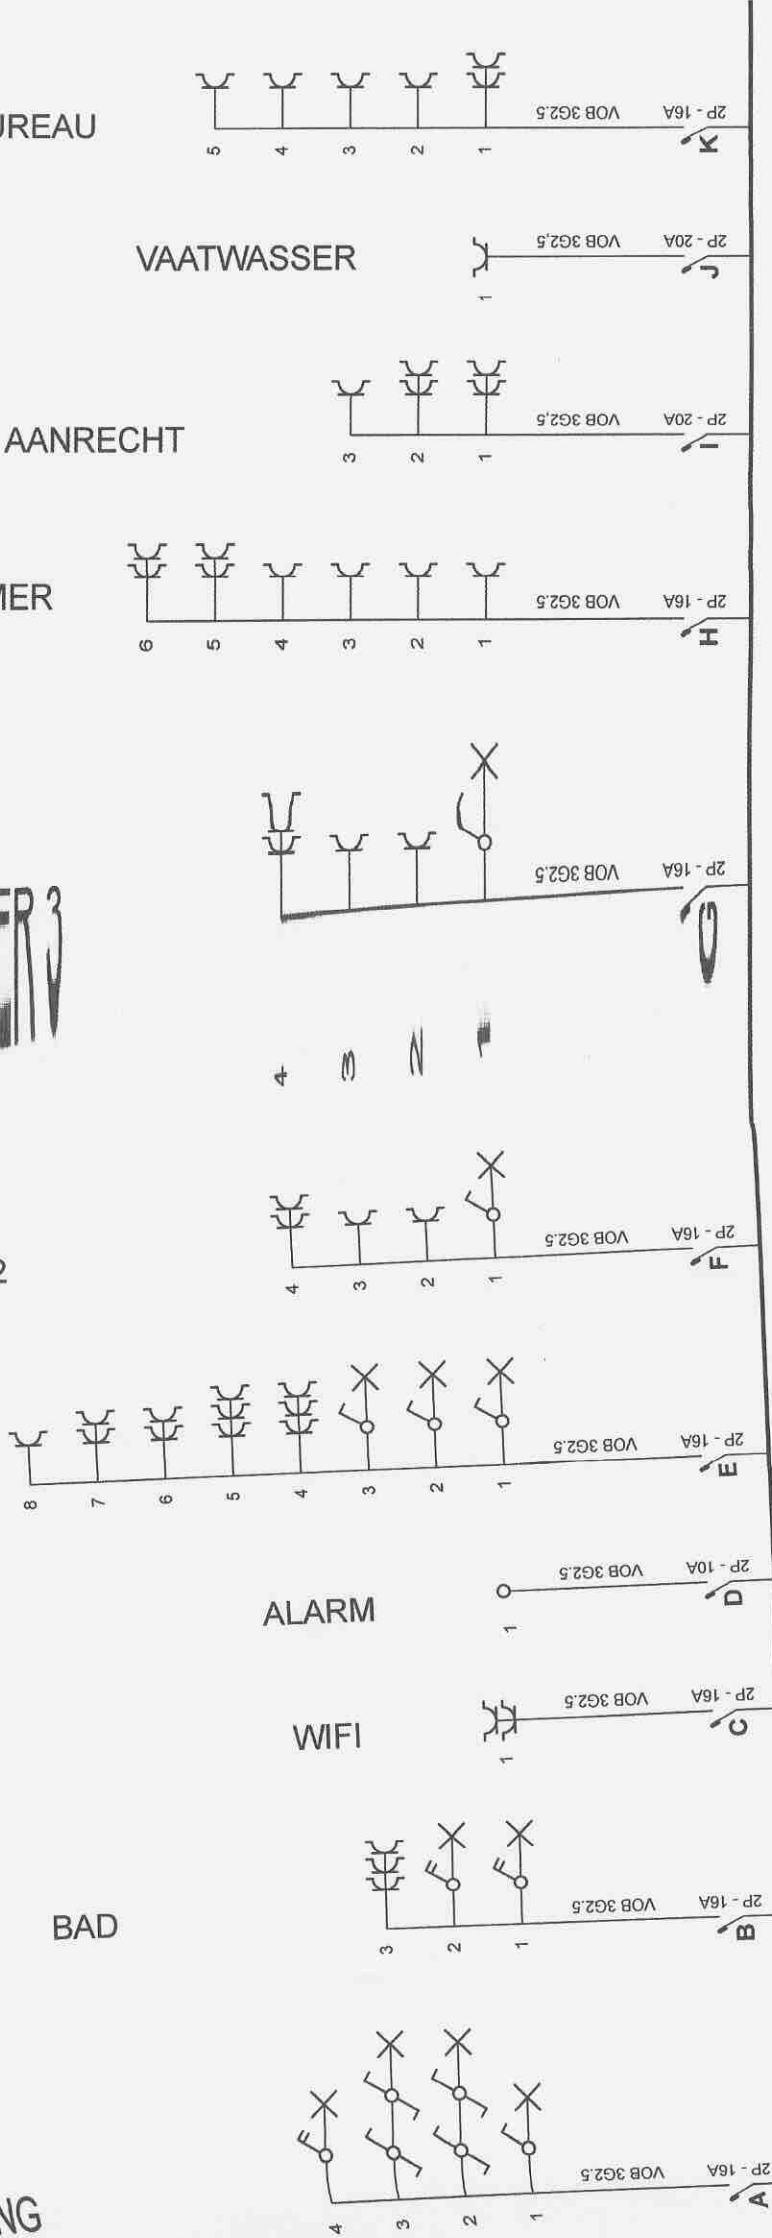 UREAU
5 4 3 2 1
VOB 3G2.5
2P - 16A
K
VAATWASSER
1
VOB 3G2,5
2P - 20A
J
AANRECHT
3 2 1
VOB 3G2,5
2P - 20A
I
MER
6 5 4 3 2 1
VOB 3G2.5
2P - 16A
H
ER 3
4 3 2 1
VOB 3G2.5
2P - 16A
G
2
4 3 2 1
VOB 3G2.5
2P - 16A
F
8 7 6 5 4 3 2 1
VOB 3G2.5
2P - 16A
E
ALARM
1
VOB 3G2.5
2P - 10A
D
WIFI
1
VOB 3G2.5
2P - 16A
C
BAD
3 2 1
VOB 3G2.5
2P - 16A
B
NG
4 3 2 1
VOB 3G2.5
2P - 16A
A